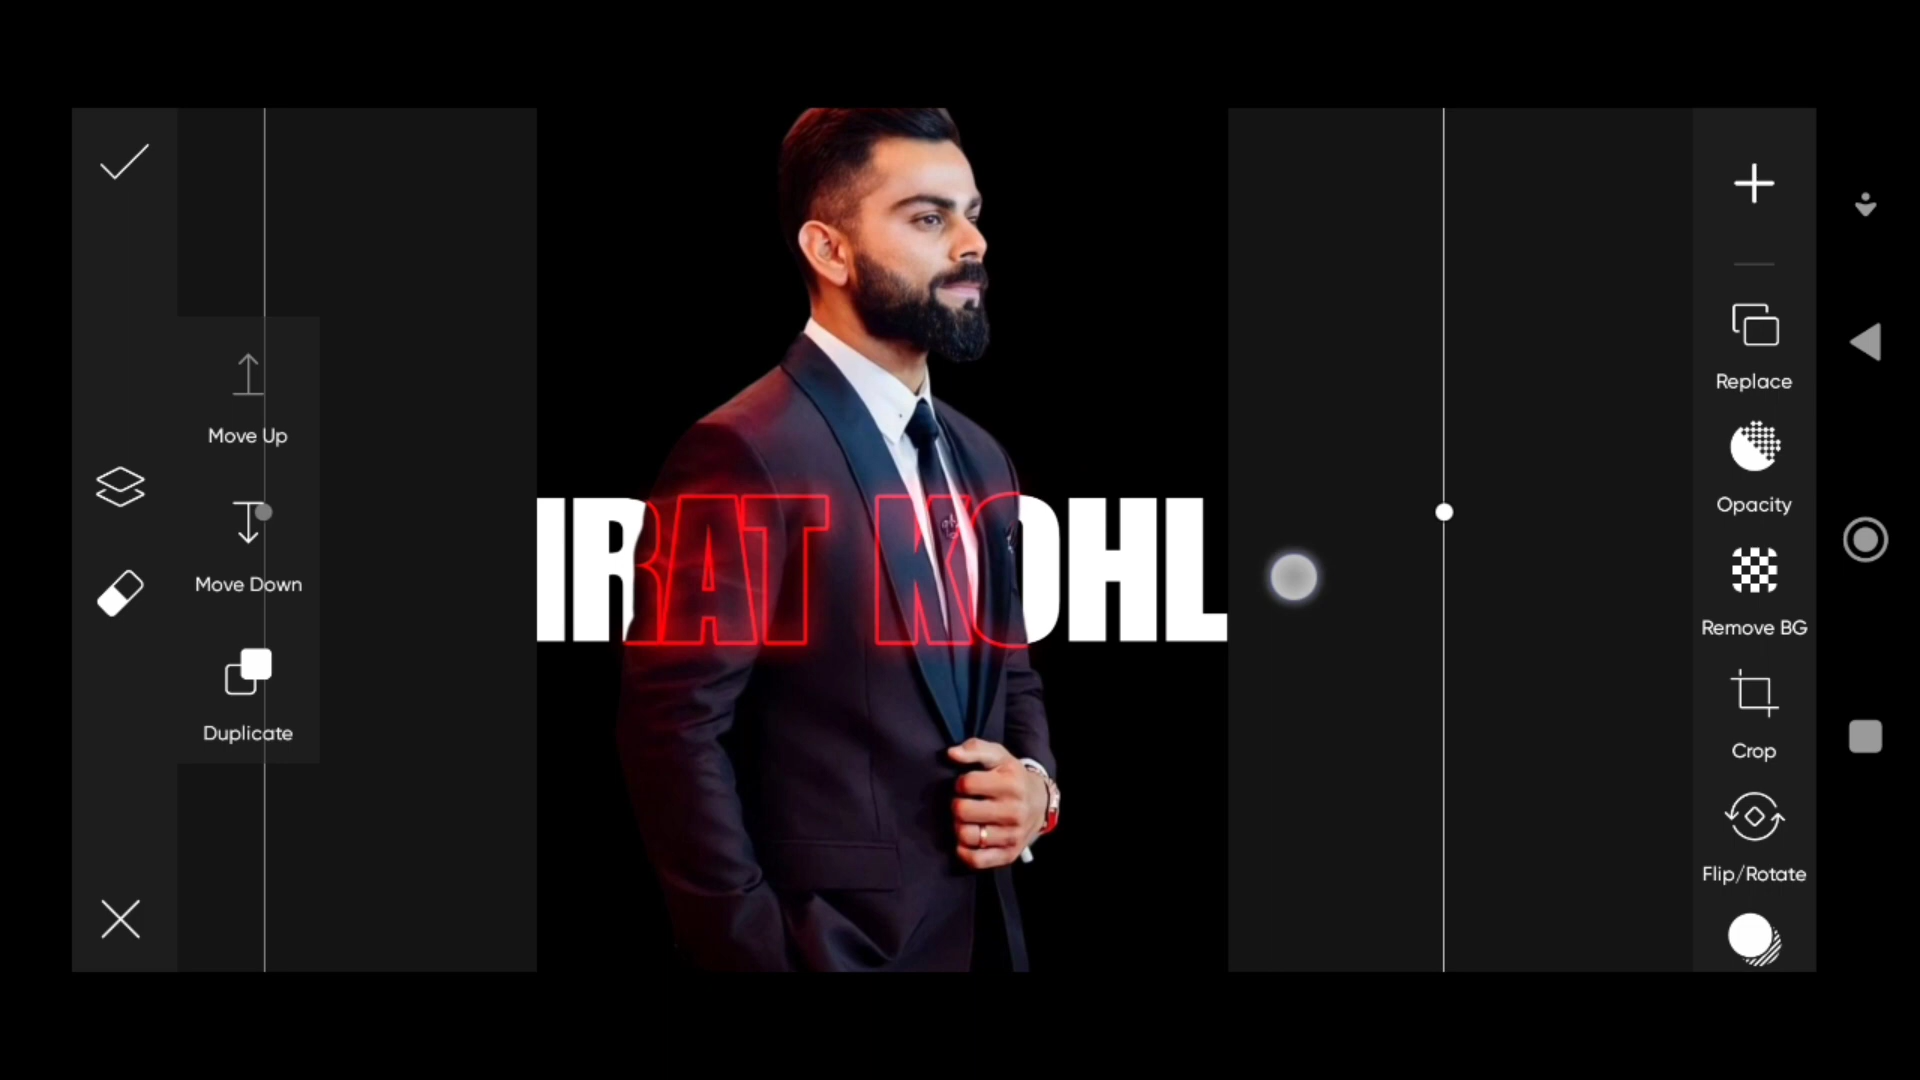 Move Up
Move Down
Duplicate
IRAT KOHL
Replace
Opacity
Remove BG
Crop
Flip/Rotate